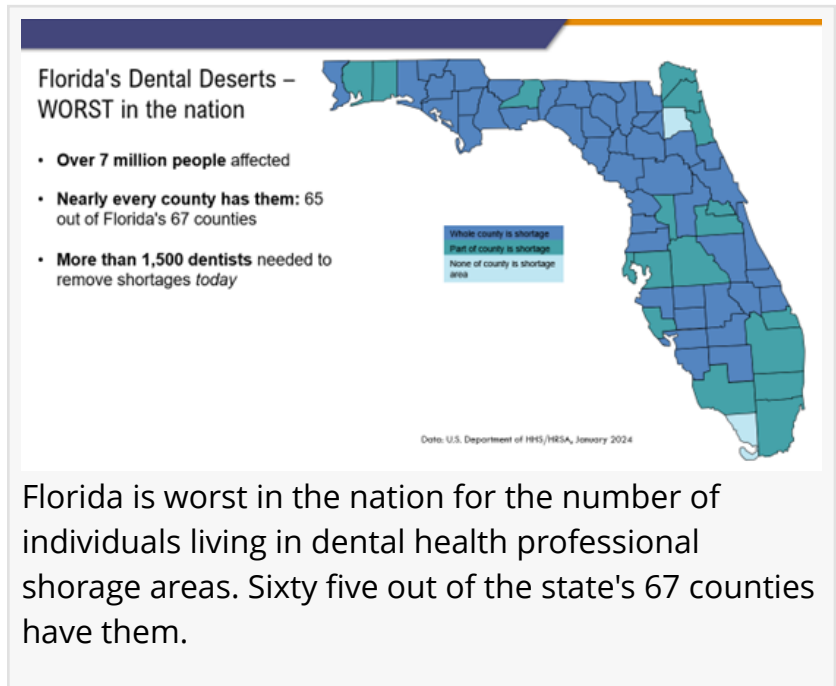 Florida's Dental Deserts –
WORST in the nation
• Over 7 million people affected
• Nearly every county has them: 65
out of Florida's 67 counties
• More than 1,500 dentists needed to
remove shortages today
Whole county is shortage
Part of county is shortage
None of county is shortage
area
Data: U.S. Department of HHS/HRSA, January 2024
Florida is worst in the nation for the number of
individuals living in dental health professional
shorage areas. Sixty five out of the state's 67 counties
have them.